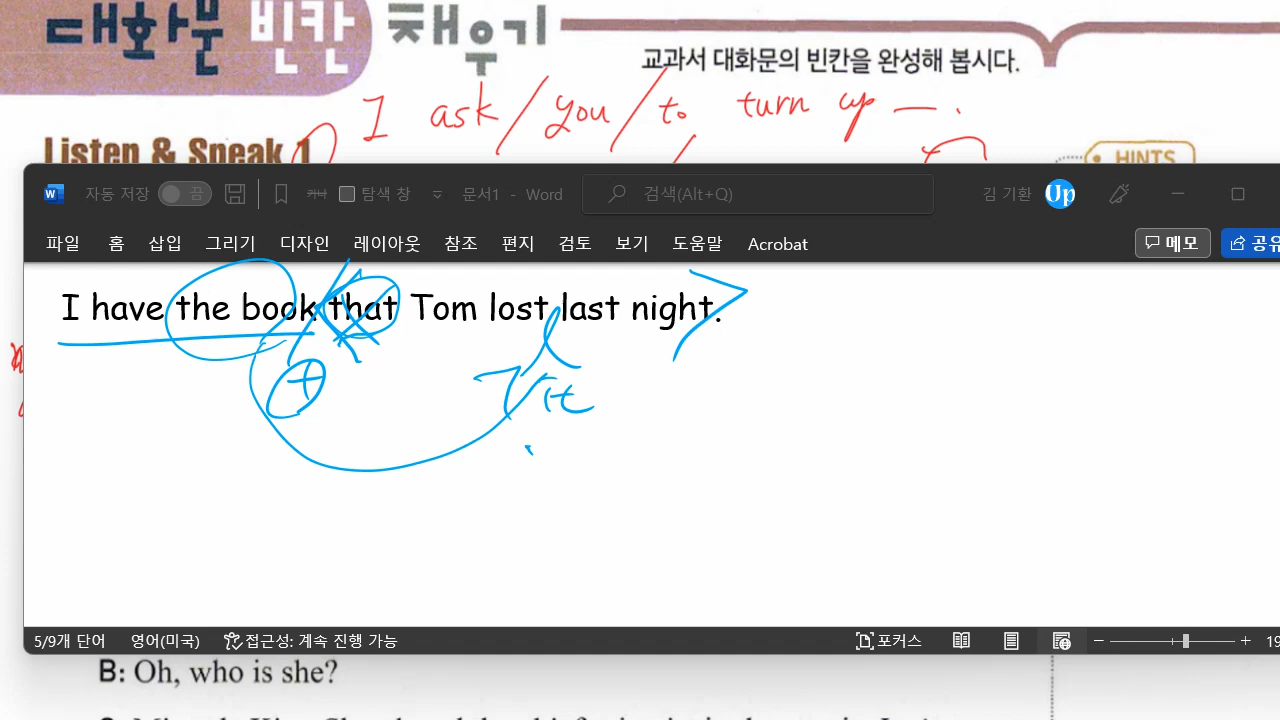 대화문 빈칸 채우기
교과서 대화문의 빈칸을 완성해 봅시다.
I ask / you / to turn up — .
Listen & Speak 1
HINTS
자동 저장 끔 탐색 창 문서1 - Word 검색(Alt+Q) 김 기환 Up
파일 홈 삽입 그리기 디자인 레이아웃 참조 편지 검토 보기 도움말 Acrobat 메모 공유
I have the book that Tom lost last night.
it
5/9개 단어 영어(미국) 접근성: 계속 진행 가능 포커스 19
B: Oh, who is she?